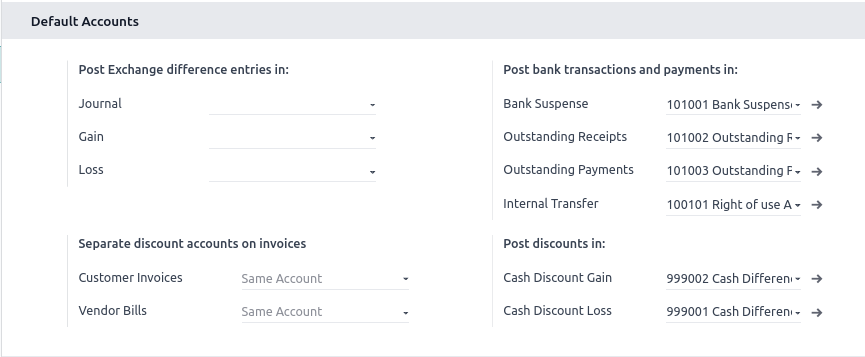 Default Accounts
Post Exchange difference entries in:
Journal
Gain
Loss
Post bank transactions and payments in:
Bank Suspense 101001 Bank Suspens
Outstanding Receipts 101002 Outstanding R
Outstanding Payments 101003 Outstanding P
Internal Transfer 100101 Right of use A
Separate discount accounts on invoices
Customer Invoices Same Account
Vendor Bills Same Account
Post discounts in:
Cash Discount Gain 999002 Cash Differen
Cash Discount Loss 999001 Cash Differen